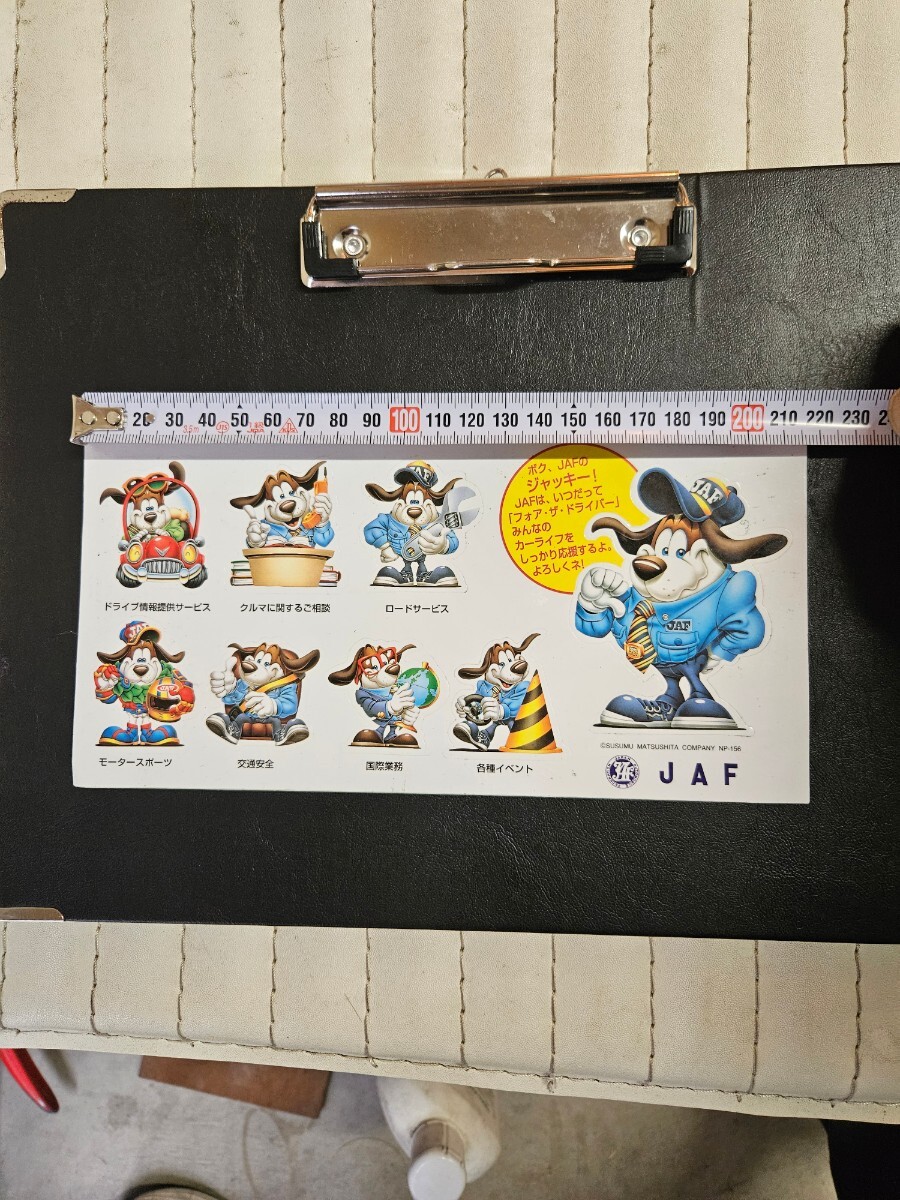 20 30 40 50 60 70 80 90 100 110 120 130 140 150 160 170 180 190 200 210 220 230
3.5m
ボク、JAFの
ジャッキー!
JAFは、いつだって
「フォア・ザ・ドライバー」
みんなの
カーライフを
しっかり応援するよ。
よろしくネ!
JAF
JAF
ドライブ情報提供サービス
クルマに関するご相談
ロードサービス
JAF
モータースポーツ
交通安全
国際業務
各種イベント
©SUSUMU MATSUSHITA COMPANY NP-156
JAF